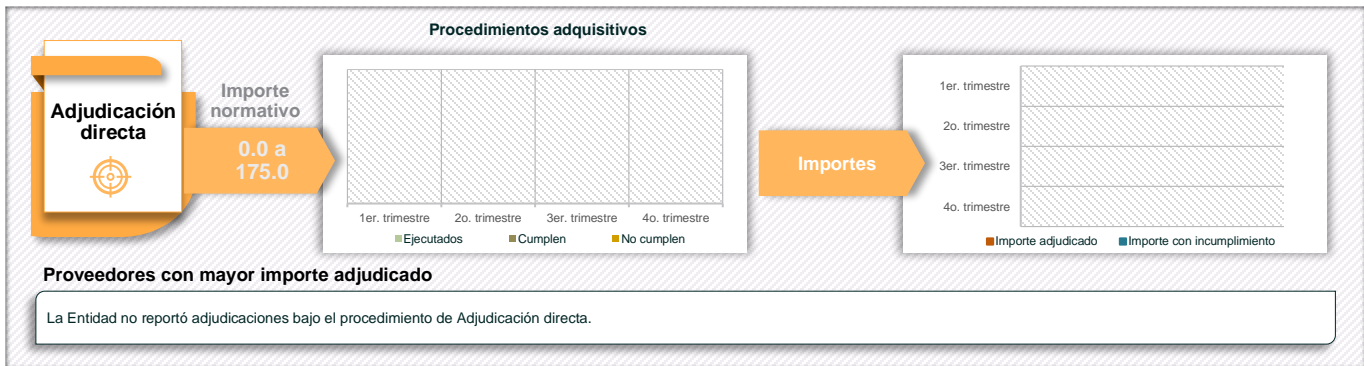 Procedimientos adquisitivos
Adjudicación
directa
Importe
normativo
0.0 a
175.0
1er. trimestre
2o. trimestre
3er. trimestre
4o. trimestre
Ejecutados
Cumplen
No cumplen
Importes
1er. trimestre
2o. trimestre
3er. trimestre
4o. trimestre
Importe adjudicado
Importe con incumplimiento
Proveedores con mayor importe adjudicado
La Entidad no reportó adjudicaciones bajo el procedimiento de Adjudicación directa.